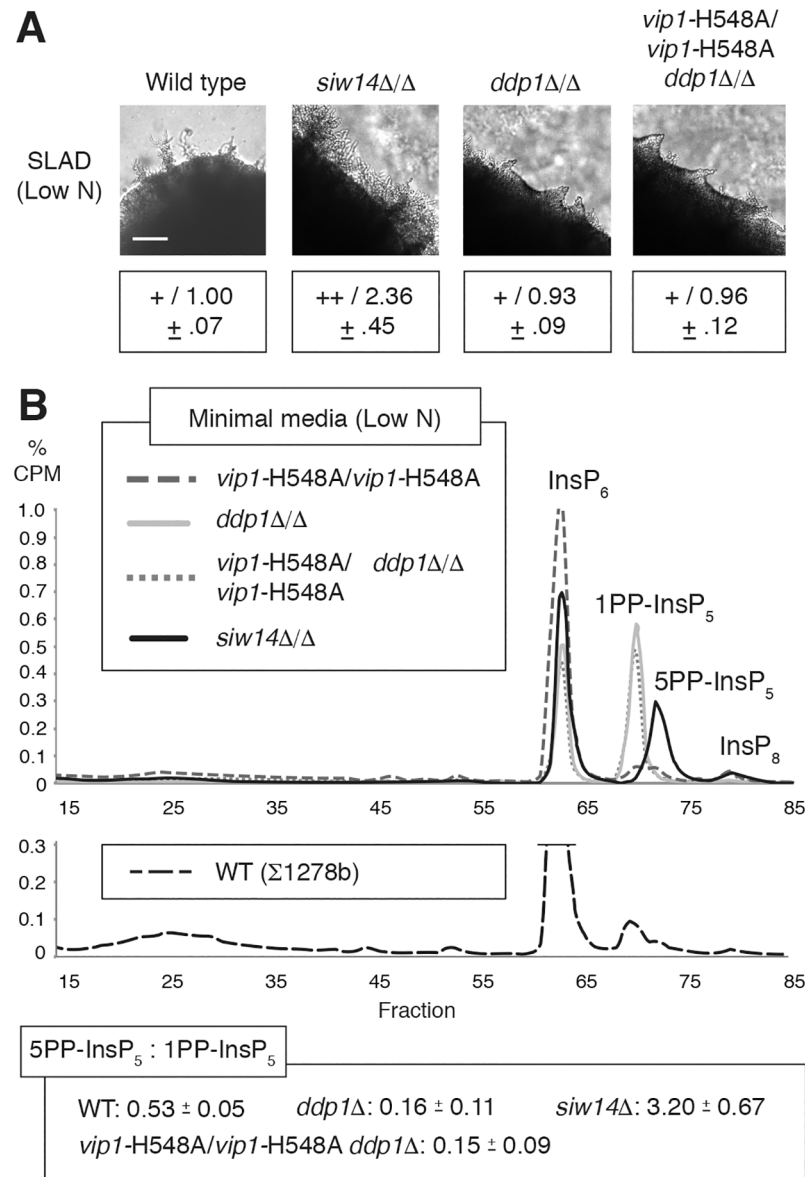 A
Wild type
siw14Δ/Δ
ddp1Δ/Δ
vip1-H548A/
vip1-H548A
ddp1Δ/Δ
SLAD
(Low N)
+ / 1.00
± .07
++ / 2.36
± .45
+ / 0.93
± .09
+ / 0.96
± .12
B
Minimal media (Low N)
%
CPM
vip1-H548A/vip1-H548A
ddp1Δ/Δ
vip1-H548A/ ddp1Δ/Δ
vip1-H548A
siw14Δ/Δ
InsP6
1PP-InsP5
5PP-InsP5
InsP8
1.0
0.9
0.8
0.7
0.6
0.5
0.4
0.3
0.2
0.1
0
15 25 35 45 55 65 75 85
WT (Σ1278b)
0.3
0.2
0.1
0
15 25 35 45 55 65 75 85
Fraction
5PP-InsP5 : 1PP-InsP5
WT: 0.53 ± 0.05 ddp1Δ: 0.16 ± 0.11 siw14Δ: 3.20 ± 0.67
vip1-H548A/vip1-H548A ddp1Δ: 0.15 ± 0.09